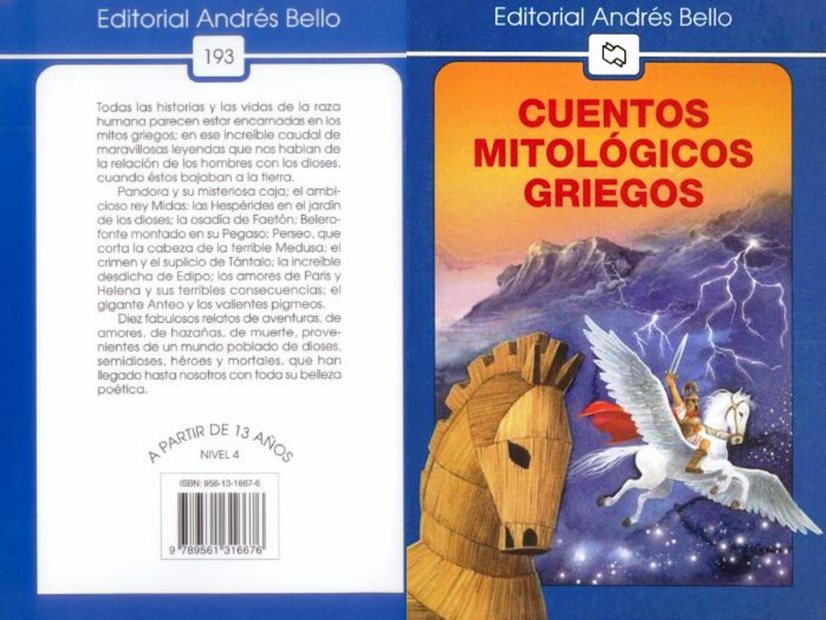 Editorial Andrés Bello
193
Todas las historias y las vidas de la raza
humana parecen estar encarnadas en los
mitos griegos; en ese increíble caudal de
maravillosas leyendas que nos hablan de
la relación de los hombres con los dioses,
cuando éstos bajaban a la tierra.
Pandora y su misteriosa caja; el ambi-
cioso rey Midas; las Hespérides en el jardín
de los dioses; la osadía de Faetón; Belero-
fonte montado en su Pegaso; Perseo, que
corta la cabeza de la terrible Medusa; el
crimen y el suplicio de Tántalo; la increíble
desdicha de Edipo; los amores de Paris y
Helena y sus terribles consecuencias; el
gigante Anteo y los valientes pigmeos.
Diez fabulosos relatos de aventuras, de
amores, de hazañas, de muerte, prove-
nientes de un mundo poblado de dioses,
semidioses, héroes y mortales, que han
llegado hasta nosotros con toda su belleza
poética.
A PARTIR DE 13 AÑOS
NIVEL 4
ISBN: 956-13-1667-6
9 789561 316676
Editorial Andrés Bello
CUENTOS
MITOLÓGICOS
GRIEGOS